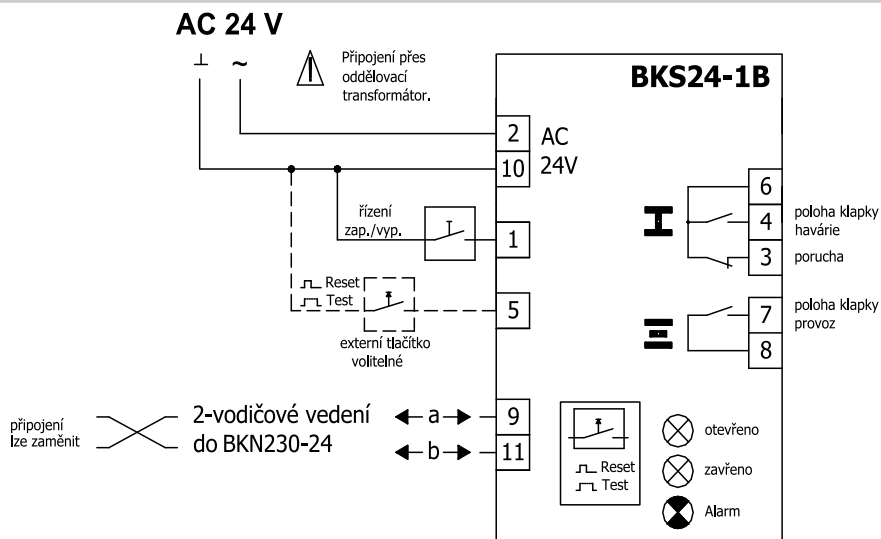 AC 24 V
⊥ ~
Připojení přes
oddělovací
transformátor.
BKS24-1B
2
AC
10
24V
řízení
zap./vyp.
1
Reset
Test
5
externí tlačítko
volitelné
připojení
lze zaměnit
2-vodičové vedení
do BKN230-24
a
b
9
11
6
4
poloha klapky
havárie
3
porucha
7
poloha klapky
provoz
8
Reset
Test
otevřeno
zavřeno
Alarm